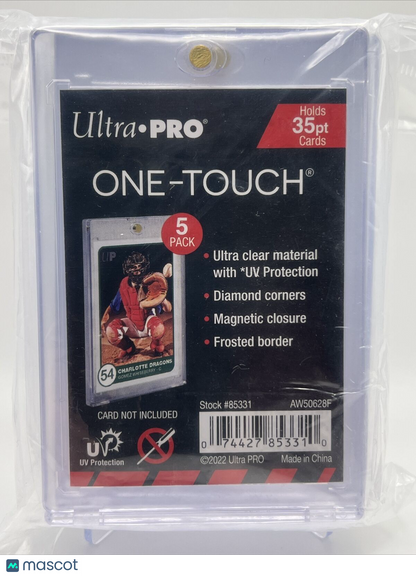 Ultra•PRO®
Holds
35pt
Cards
ONE-TOUCH®
5
PACK
• Ultra clear material
with *UV Protection
• Diamond corners
• Magnetic closure
• Frosted border
UP
54
CHARLOTTE DRAGONS
CARD NOT INCLUDED
UV
UV Protection
Stock #85331 AW50628F
0 74427 85331 0
©2022 Ultra PRO Made in China
mascot